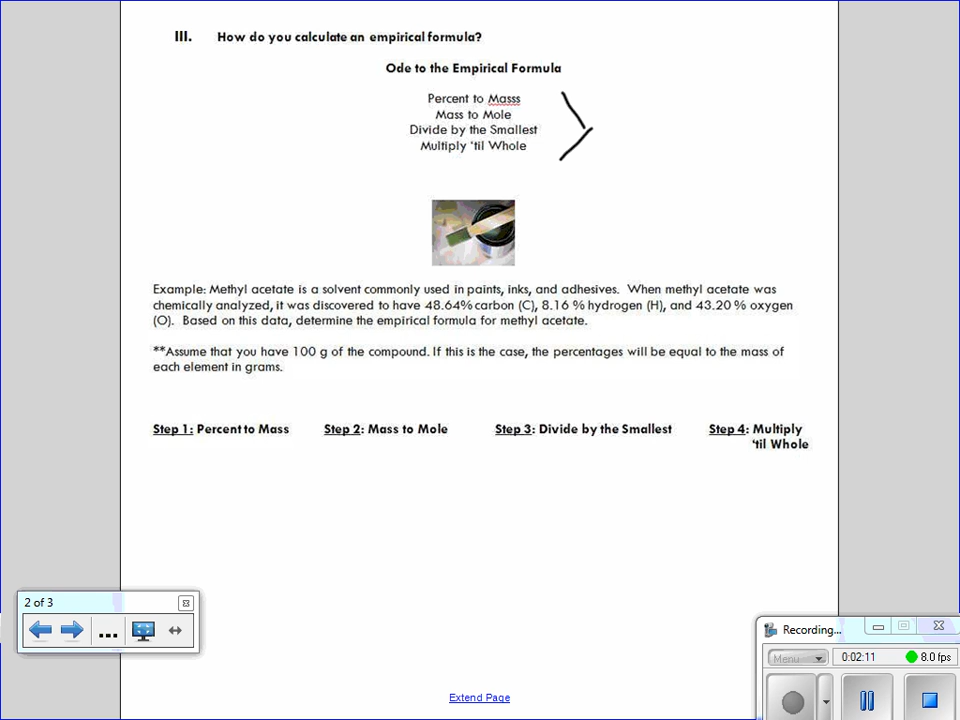 III. How do you calculate an empirical formula?
Ode to the Empirical Formula
Percent to Masss
Mass to Mole
Divide by the Smallest
Multiply 'til Whole
Example: Methyl acetate is a solvent commonly used in paints, inks, and adhesives. When methyl acetate was
chemically analyzed, it was discovered to have 48.64% carbon (C), 8.16 % hydrogen (H), and 43.20 % oxygen
(O). Based on this data, determine the empirical formula for methyl acetate.
**Assume that you have 100 g of the compound. If this is the case, the percentages will be equal to the mass of
each element in grams.
Step 1: Percent to Mass Step 2: Mass to Mole Step 3: Divide by the Smallest Step 4: Multiply
'til Whole
2 of 3
...
Recording...
Menu 0:02:11 8.0 fps
Extend Page